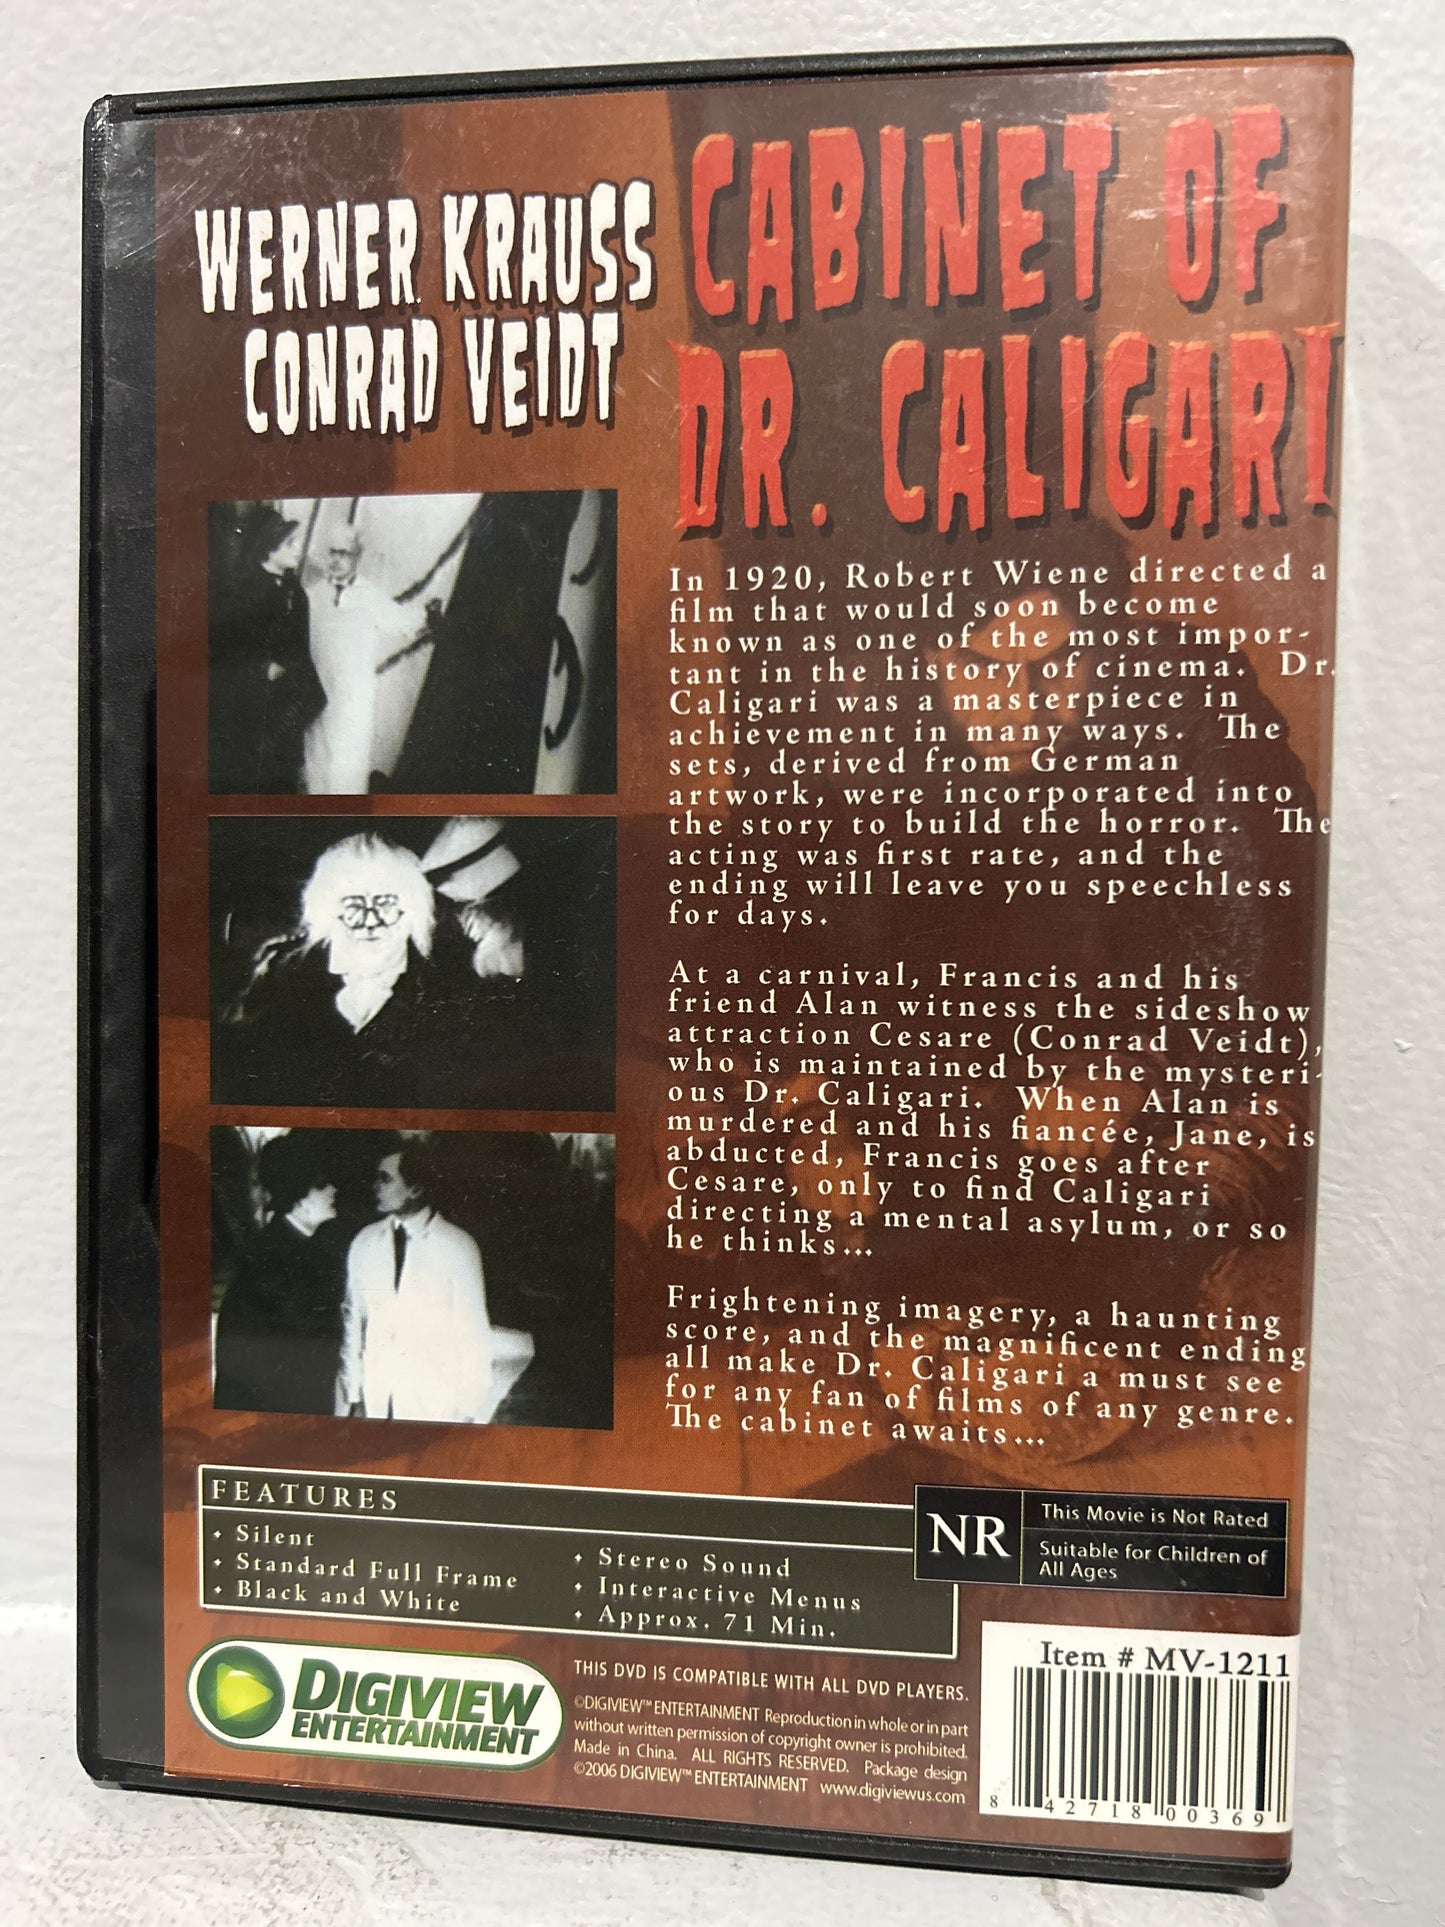 WERNER KRAUSS
CONRAD VEIDT
CABINET OF
DR. CALIGARI
In 1920, Robert Wiene directed a
film that would soon become
known as one of the most impor-
tant in the history of cinema. Dr.
Caligari was a masterpiece in
achievement in many ways. The
sets, derived from German
artwork, were incorporated into
the story to build the horror. The
acting was first rate, and the
ending will leave you speechless
for days.
At a carnival, Francis and his
friend Alan witness the sideshow
attraction Cesare (Conrad Veidt),
who is maintained by the mysteri-
ous Dr. Caligari. When Alan is
murdered and his fiancée, Jane, is
abducted, Francis goes after
Cesare, only to find Caligari
directing a mental asylum, or so
he thinks...
Frightening imagery, a haunting
score, and the magnificent ending
all make Dr. Caligari a must see
for any fan of films of any genre.
The cabinet awaits...
FEATURES
✦ Silent
✦ Standard Full Frame
✦ Black and White
✦ Stereo Sound
✦ Interactive Menus
✦ Approx. 71 Min.
NR
This Movie is Not Rated
Suitable for Children of
All Ages
DIGIVIEW
ENTERTAINMENT
THIS DVD IS COMPATIBLE WITH ALL DVD PLAYERS.
©DIGIVIEW™ ENTERTAINMENT Reproduction in whole or in part
without written permission of copyright owner is prohibited.
Made in China. ALL RIGHTS RESERVED. Package design
©2006 DIGIVIEW™ ENTERTAINMENT www.digiviewus.com
Item # MV-1211
8 42718 00369